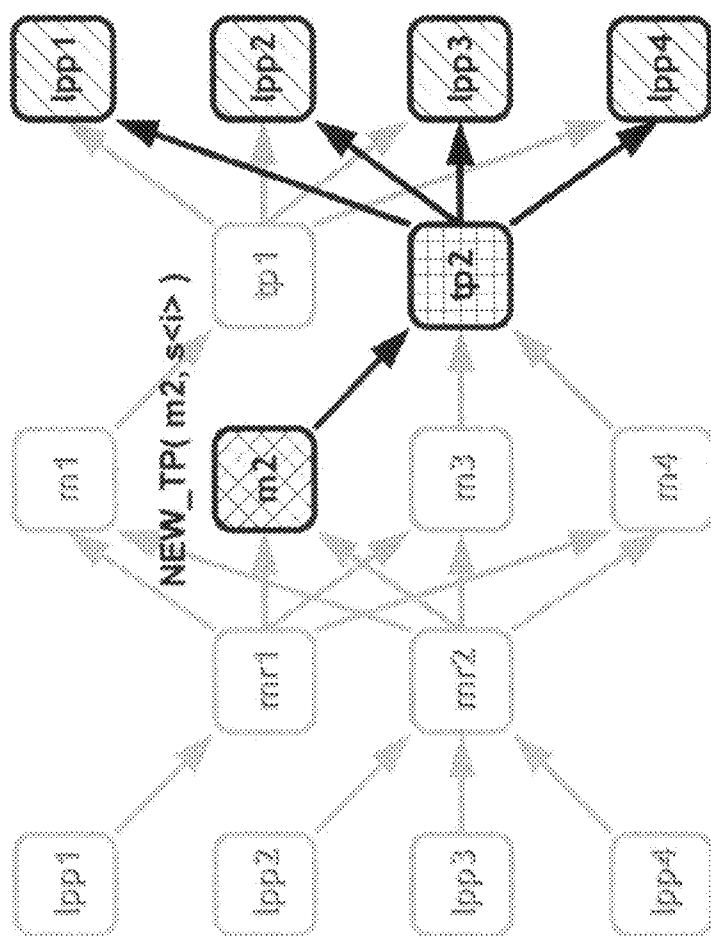 lpp1
m1
lpp1
NEW_TP( m2, s<i> )
lpp2
mr1
m2
tp1
lpp2
lpp3
mr2
m3
tp2
lpp3
lpp4
m4
lpp4